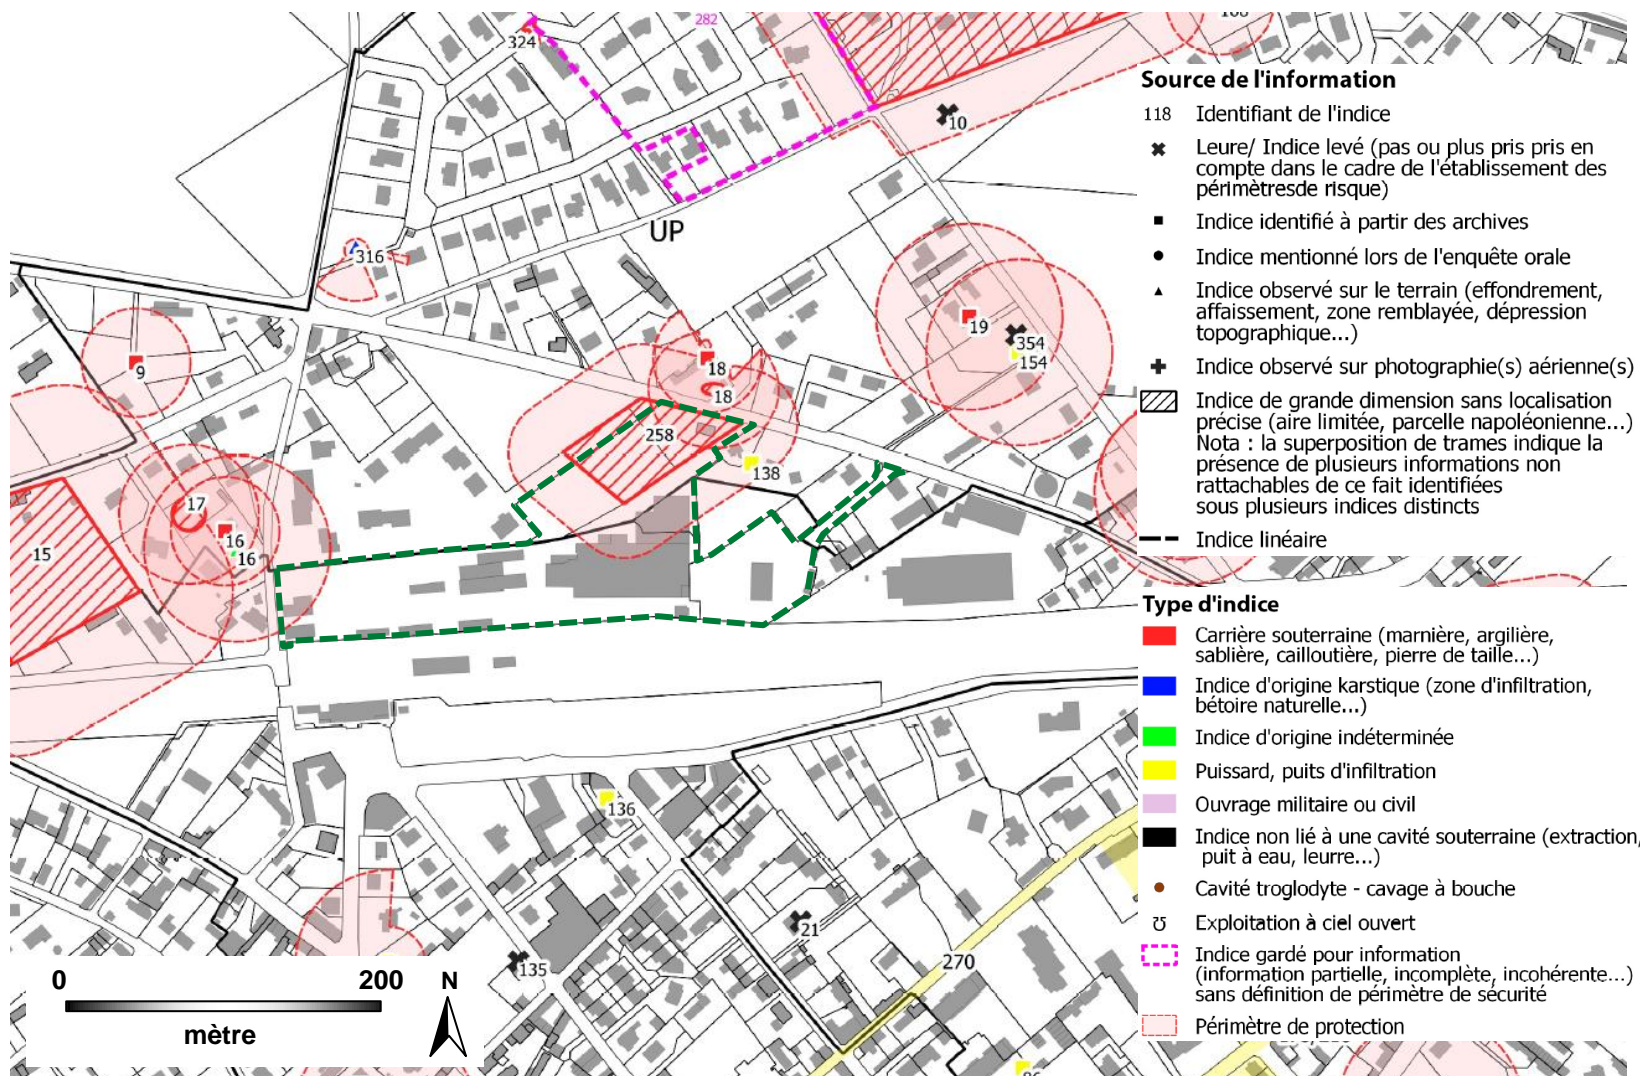 282
324
108
10
UP
316
9
19
354
154
18
18
258
138
17
16
16
15
136
21
135
270
86
0 200 N
mètre
Source de l'information
118 Identifiant de l'indice
Leure/ Indice levé (pas ou plus pris pris en
compte dans le cadre de l'établissement des
périmètresde risque)
Indice identifié à partir des archives
Indice mentionné lors de l'enquête orale
Indice observé sur le terrain (effondrement,
affaissement, zone remblayée, dépression
topographique...)
Indice observé sur photographie(s) aérienne(s)
Indice de grande dimension sans localisation
précise (aire limitée, parcelle napoléonienne...)
Nota : la superposition de trames indique la
présence de plusieurs informations non
rattachables de ce fait identifiées
sous plusieurs indices distincts
Indice linéaire
Type d'indice
Carrière souterraine (marnière, argilière,
sablière, cailloutière, pierre de taille...)
Indice d'origine karstique (zone d'infiltration,
bétoire naturelle...)
Indice d'origine indéterminée
Puissard, puits d'infiltration
Ouvrage militaire ou civil
Indice non lié à une cavité souterraine (extraction,
puit à eau, leurre...)
Cavité troglodyte - cavage à bouche
Exploitation à ciel ouvert
Indice gardé pour information
(information partielle, incomplète, incohérente...)
sans définition de périmètre de sécurité
Périmètre de protection